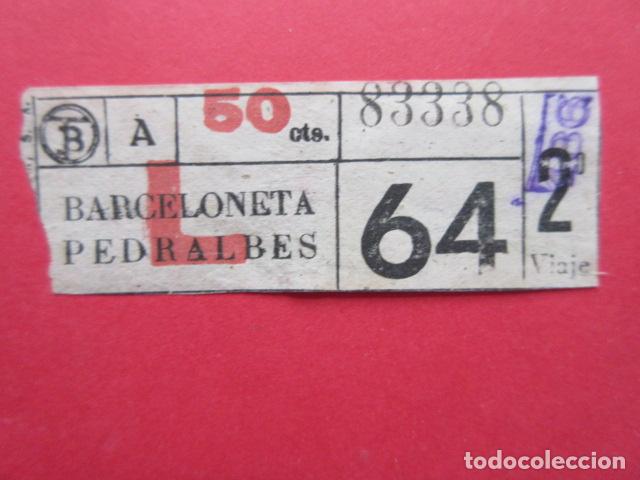 TB A 50 cts. 83338
L
BARCELONETA
PEDRALBES
64
2
Viaje
todocoleccion